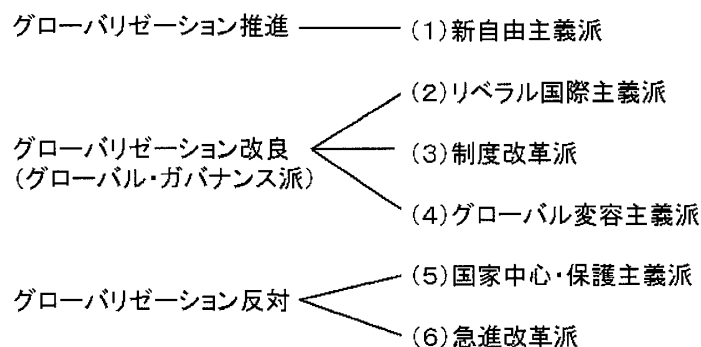 グローバリゼーション推進
(1)新自由主義派
(2)リベラル国際主義派
グローバリゼーション改良
(グローバル・ガバナンス派)
(3)制度改革派
(4)グローバル変容主義派
(5)国家中心・保護主義派
グローバリゼーション反対
(6)急進改革派